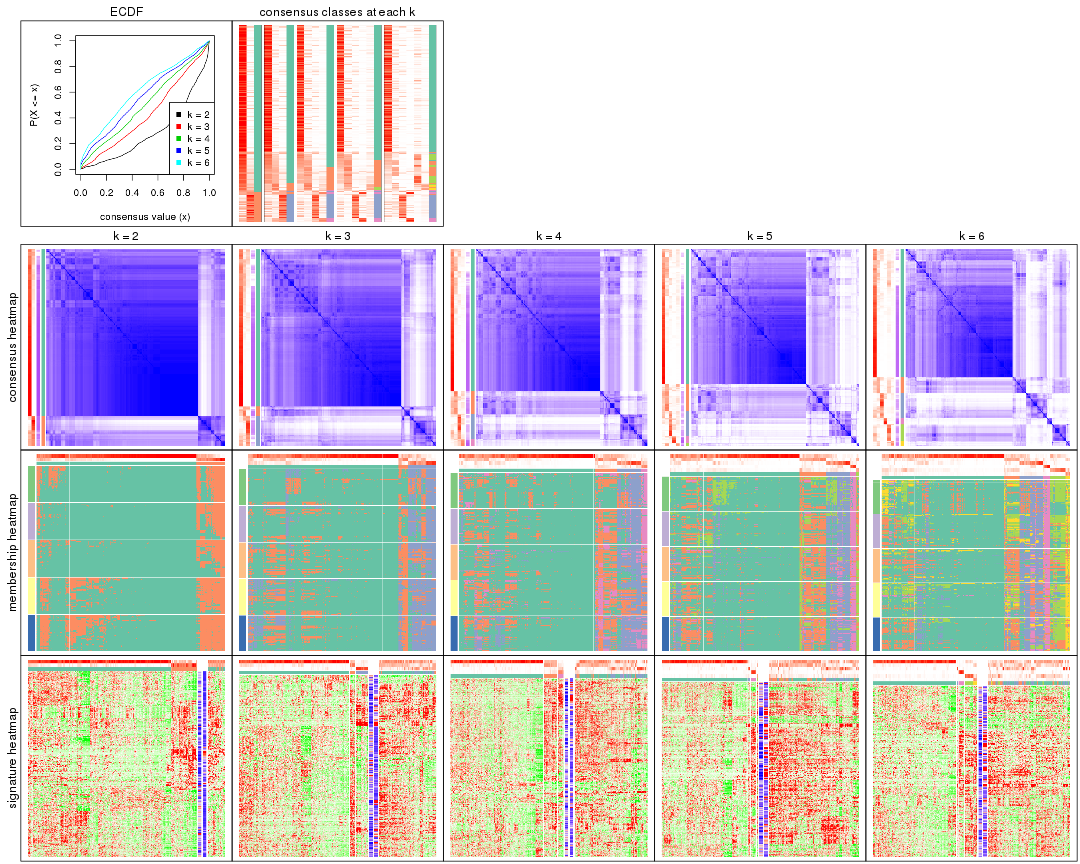 ECDF
consensus classes at each k
P(X <= x)
0.0 0.2 0.4 0.6 0.8 1.0
k = 2
k = 3
k = 4
k = 5
k = 6
0.0 0.2 0.4 0.6 0.8 1.0
consensus value (x)
k = 2 k = 3 k = 4 k = 5 k = 6
consensus heatmap
membership heatmap
signature heatmap